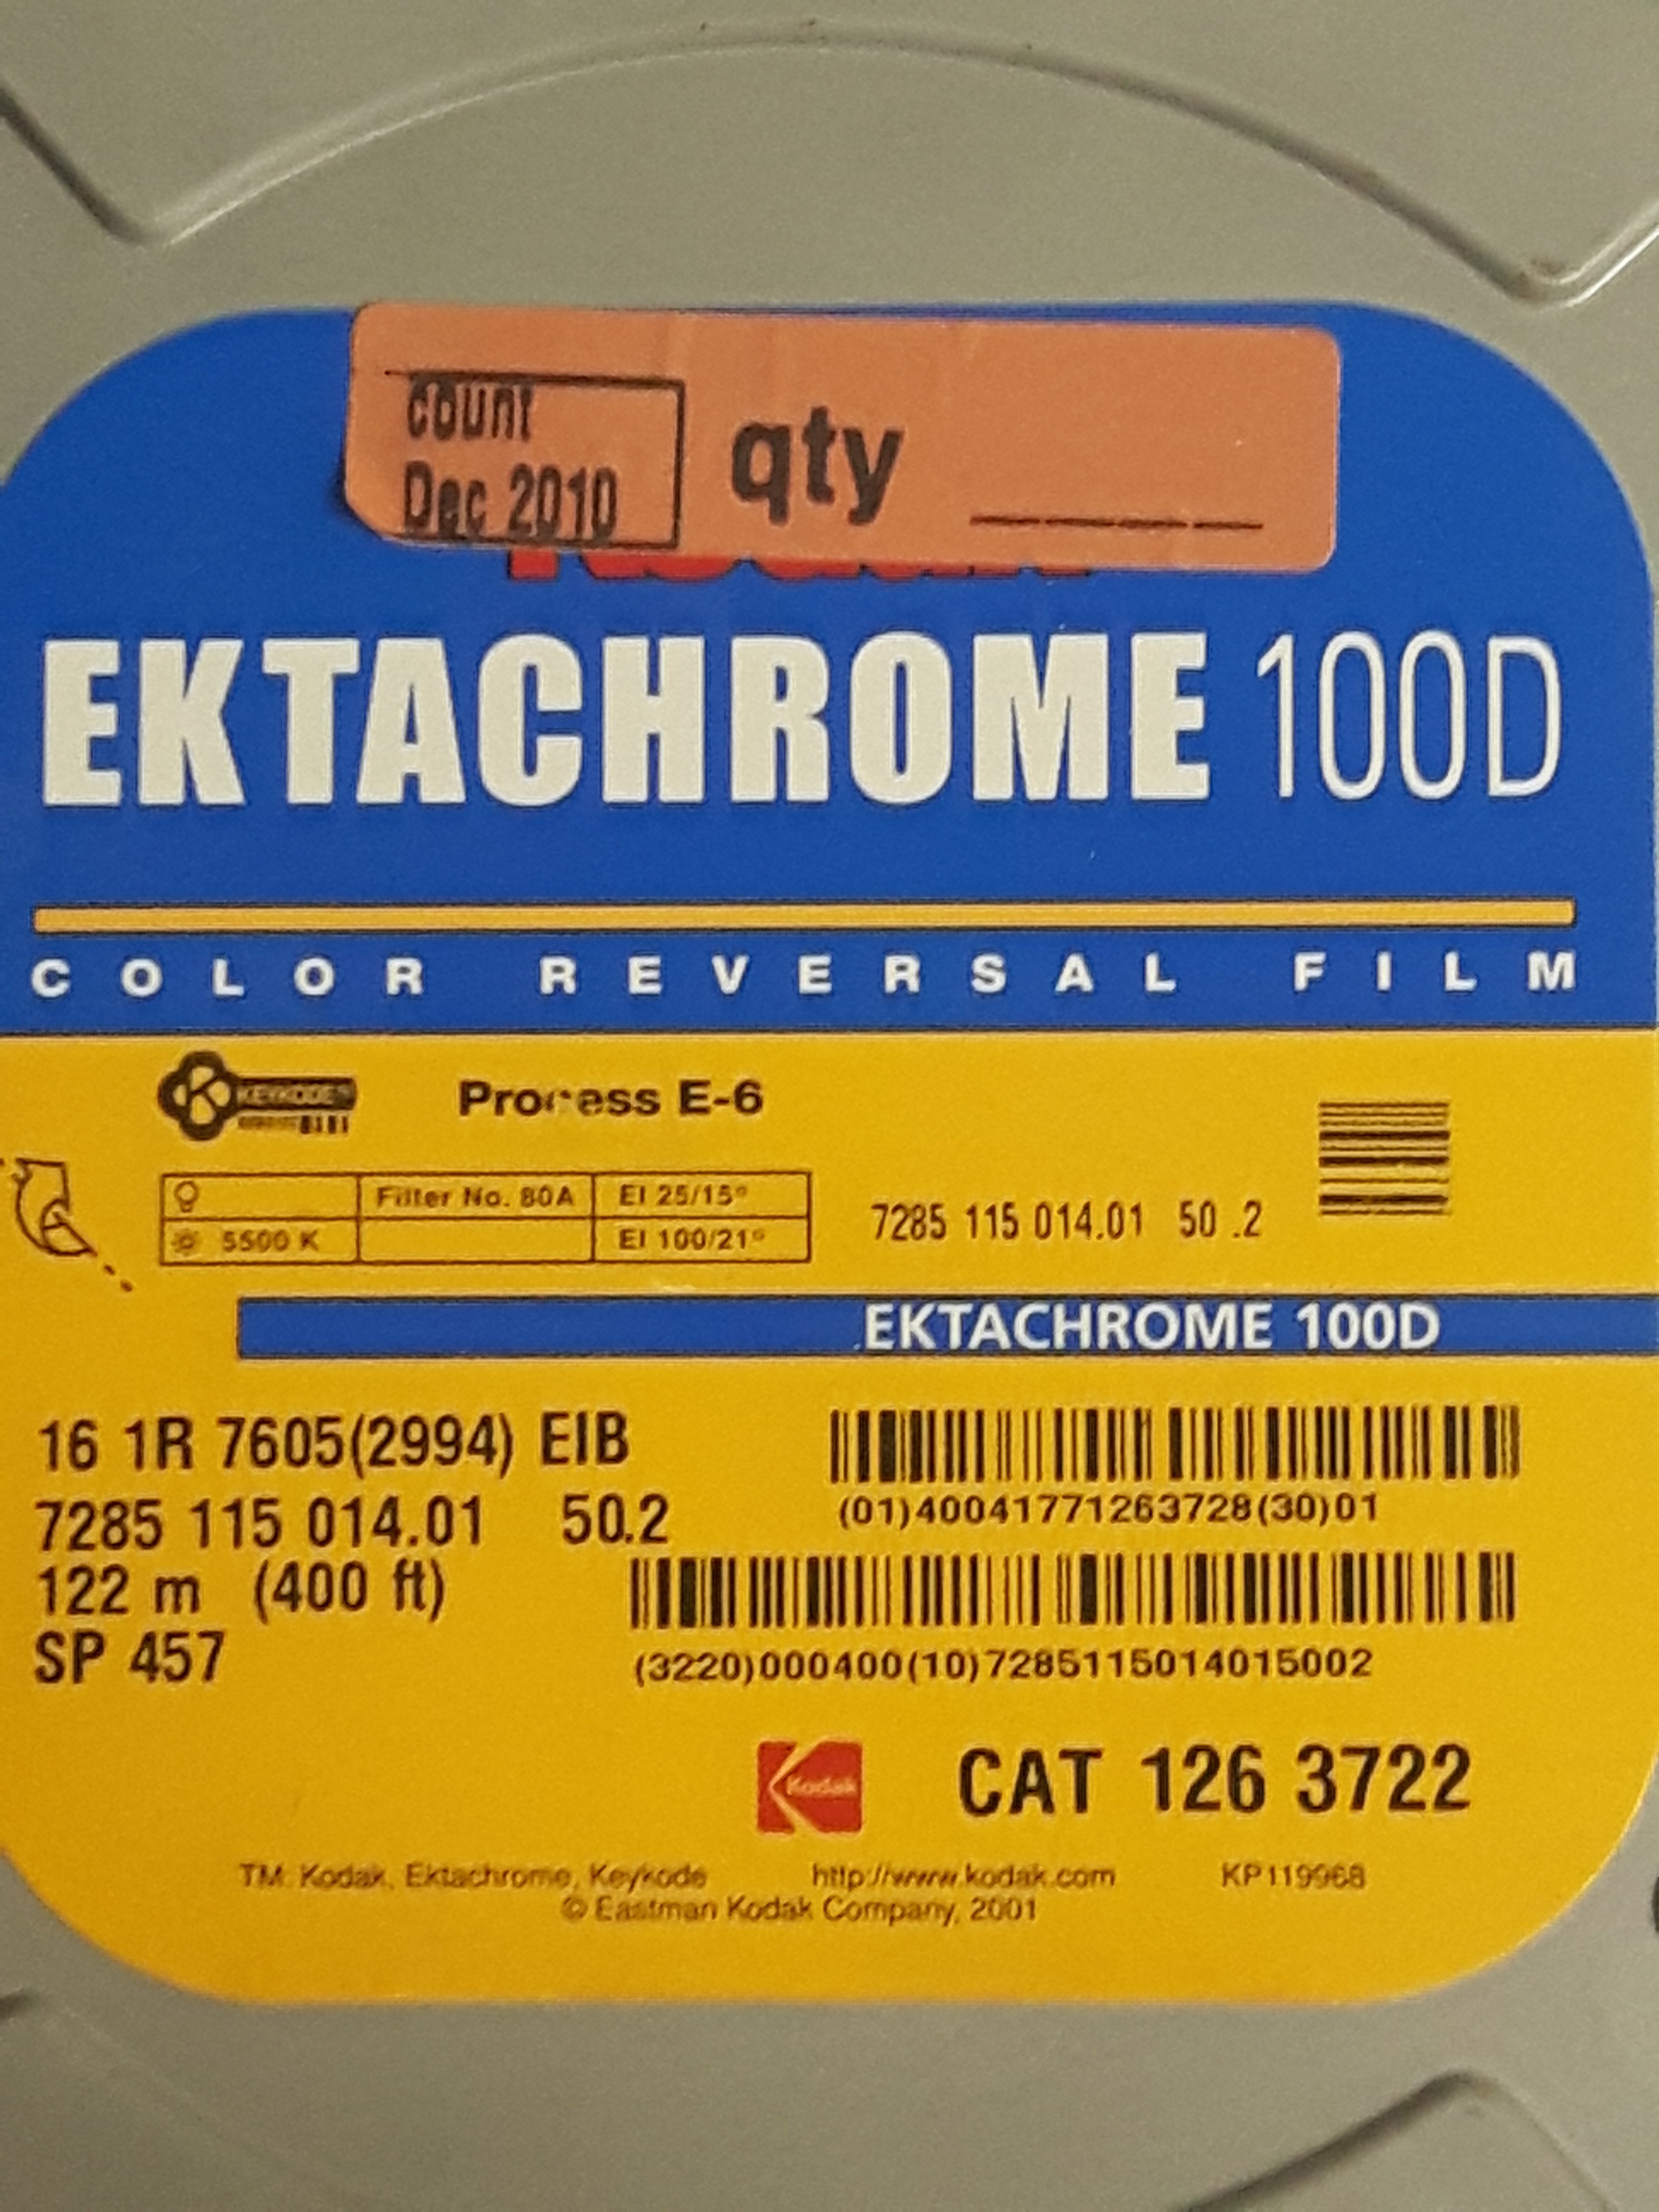 count
Dec 2010
qty ____
EKTACHROME 100D
COLOR REVERSAL FILM
KEYKODE
Process E-6
Filter No. 80A EI 25/15°
5500 K EI 100/21°
7285 115 014.01 50 .2
EKTACHROME 100D
16 1R 7605(2994) EIB
7285 115 014.01 50.2
122 m (400 ft)
SP 457
(01)40041771263728(30)01
(3220)000400(10)7285115014015002
Kodak
CAT 126 3722
TM: Kodak, Ektachrome, Keykode http://www.kodak.com KP119968
© Eastman Kodak Company, 2001